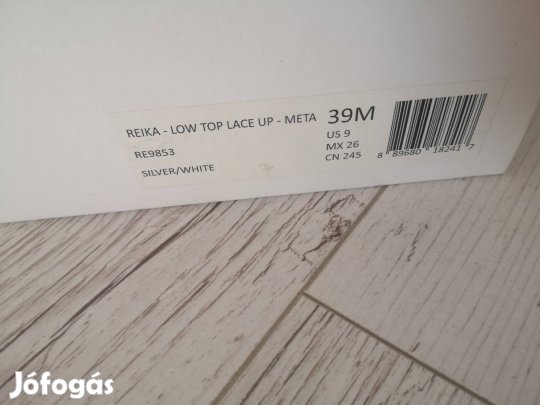 REIKA - LOW TOP LACE UP - META 39M
RE9853
SILVER/WHITE
US 9
MX 26
CN 245
8 89680 18241 7
Jófogás